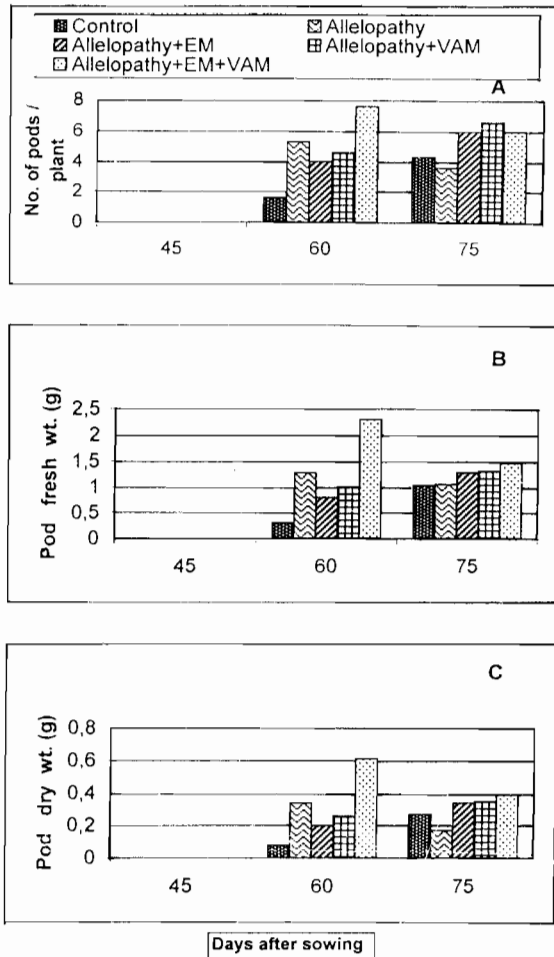 Control Allelopathy
Allelopathy+EM Allelopathy+VAM
Allelopathy+EM+VAM
A
No. of pods /
plant
8
6
4
2
0
45 60 75
B
Pod fresh wt. (g)
2,5
2
1,5
1
0,5
0
45 60 75
C
Pod dry wt. (g)
0,8
0,6
0,4
0,2
0
45 60 75
Days after sowing